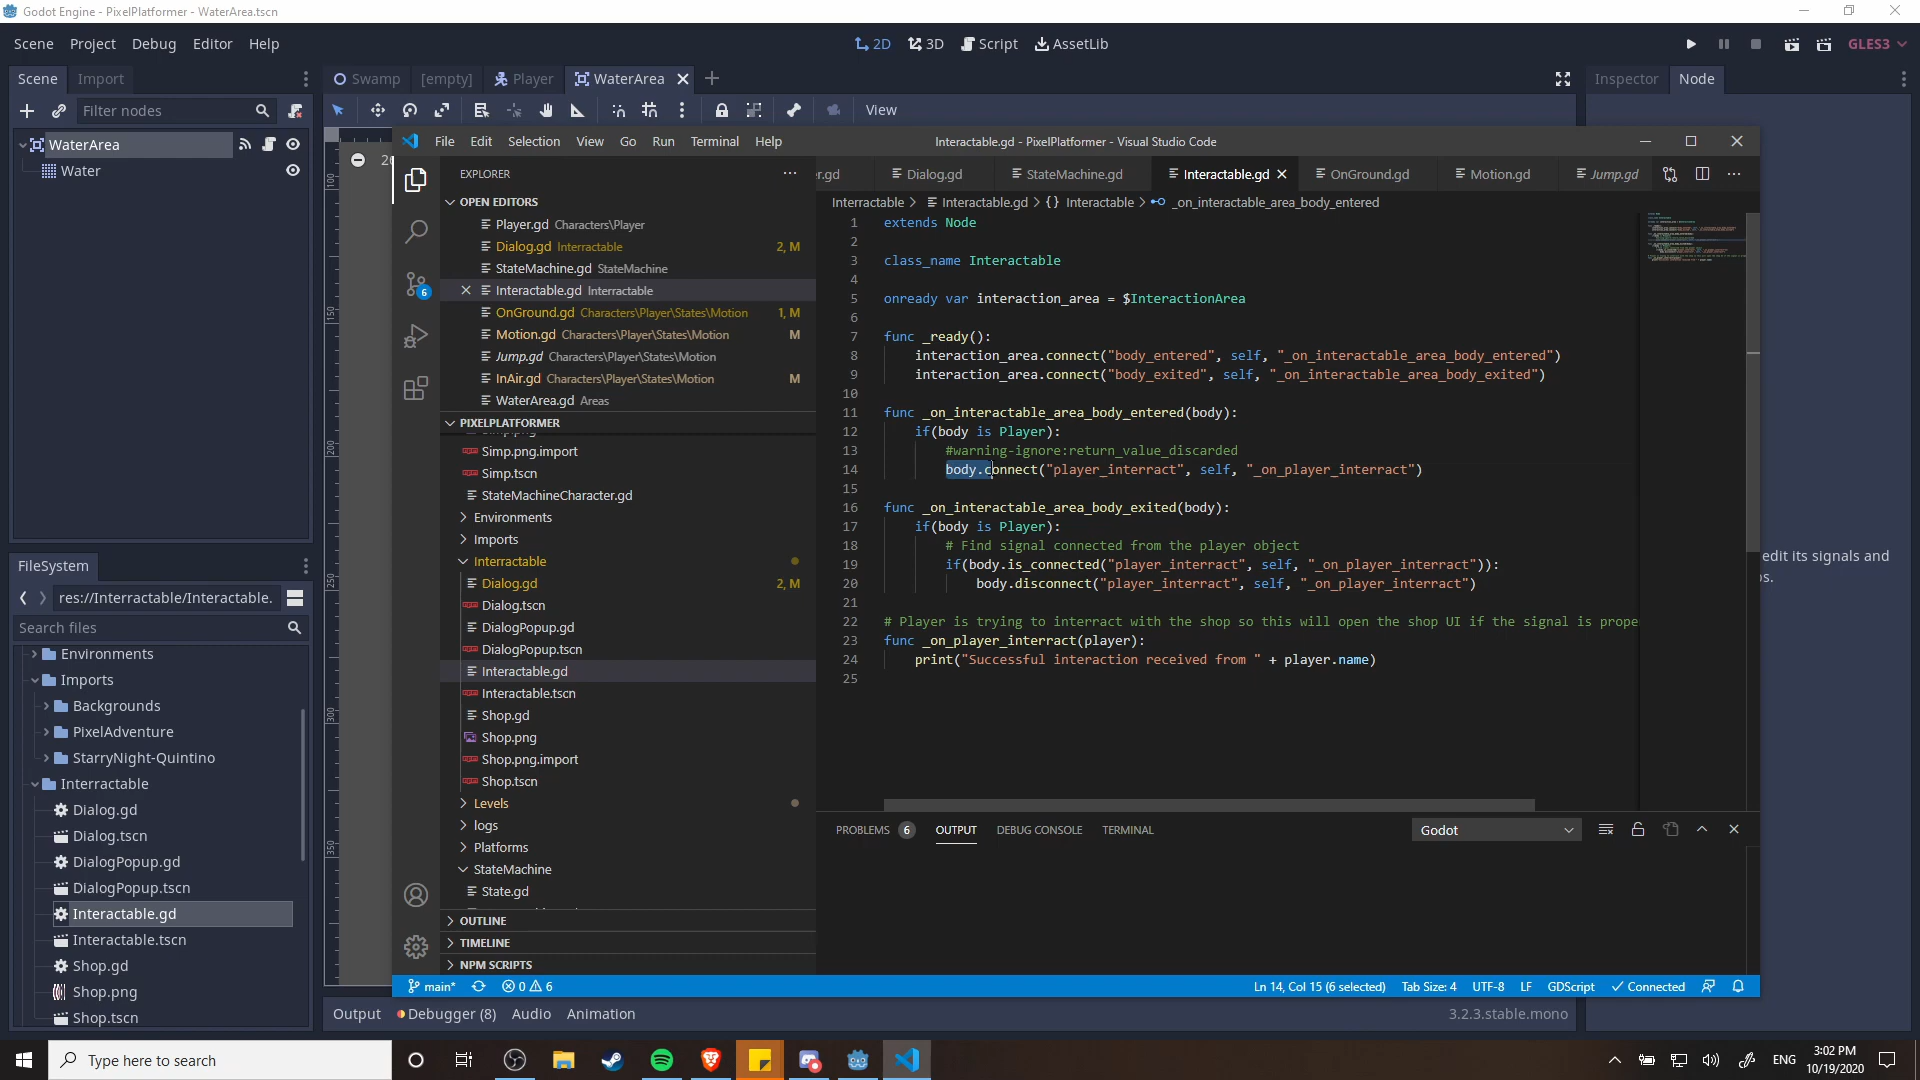 Godot Engine - PixelPlatformer - WaterArea.tscn
Scene Project Debug Editor Help
2D 3D Script AssetLib
GLES3
Scene Import
Swamp [empty] Player WaterArea
Inspector Node
Filter nodes
View
WaterArea
Water
File Edit Selection View Go Run Terminal Help
Interactable.gd - PixelPlatformer - Visual Studio Code
EXPLORER
er.gd Dialog.gd StateMachine.gd Interactable.gd OnGround.gd Motion.gd Jump.gd
OPEN EDITORS
Player.gd Characters\Player
Dialog.gd Interractable 2, M
StateMachine.gd StateMachine
Interactable.gd Interractable
OnGround.gd Characters\Player\States\Motion 1, M
Motion.gd Characters\Player\States\Motion M
Jump.gd Characters\Player\States\Motion
InAir.gd Characters\Player\States\Motion M
WaterArea.gd Areas
PIXELPLATFORMER
Simp.png.import
Simp.tscn
StateMachineCharacter.gd
Environments
Imports
Interractable
Dialog.gd 2, M
Dialog.tscn
DialogPopup.gd
DialogPopup.tscn
Interactable.gd
Interactable.tscn
Shop.gd
Shop.png
Shop.png.import
Shop.tscn
Levels
logs
Platforms
StateMachine
State.gd
OUTLINE
TIMELINE
NPM SCRIPTS
Interractable > Interactable.gd > {} Interactable > _on_interactable_area_body_entered
1 extends Node
2
3 class_name Interactable
4
5 onready var interaction_area = $InteractionArea
6
7 func _ready():
8 interaction_area.connect("body_entered", self, "_on_interactable_area_body_entered")
9 interaction_area.connect("body_exited", self, "_on_interactable_area_body_exited")
10
11 func _on_interactable_area_body_entered(body):
12 if(body is Player):
13 #warning-ignore:return_value_discarded
14 body.connect("player_interract", self, "_on_player_interract")
15
16 func _on_interactable_area_body_exited(body):
17 if(body is Player):
18 # Find signal connected from the player object
19 if(body.is_connected("player_interract", self, "_on_player_interract")):
20 body.disconnect("player_interract", self, "_on_player_interract")
21
22 # Player is trying to interract with the shop so this will open the shop UI if the signal is prope
23 func _on_player_interract(player):
24 print("Successful interaction received from " + player.name)
25
PROBLEMS 6 OUTPUT DEBUG CONSOLE TERMINAL
Godot
main* 0 6
Ln 14, Col 15 (6 selected) Tab Size: 4 UTF-8 LF GDScript Connected
edit its signals and
os.
FileSystem
res://Interractable/Interactable.
Search files
Environments
Imports
Backgrounds
PixelAdventure
StarryNight-Quintino
Interractable
Dialog.gd
Dialog.tscn
DialogPopup.gd
DialogPopup.tscn
Interactable.gd
Interactable.tscn
Shop.gd
Shop.png
Shop.tscn
Output Debugger (8) Audio Animation
3.2.3.stable.mono
Type here to search
ENG
3:02 PM
10/19/2020